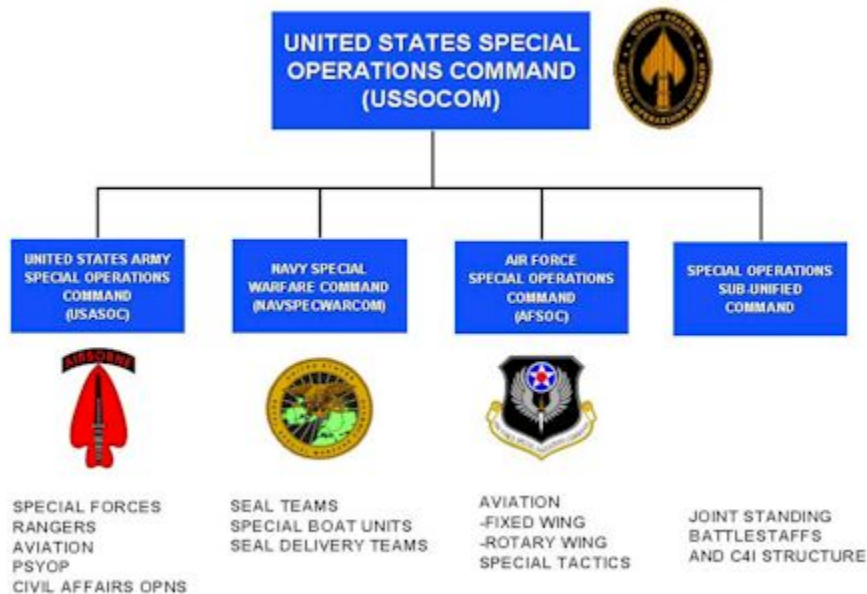 UNITED STATES SPECIAL
OPERATIONS COMMAND
(USSOCOM)
UNITED STATES ARMY
SPECIAL OPERATIONS
COMMAND
(USASOC)
NAVY SPECIAL
WARFARE COMMAND
(NAVSPECWARCOM)
AIR FORCE
SPECIAL OPERATIONS
COMMAND
(AFSOC)
SPECIAL OPERATIONS
SUB-UNIFIED
COMMAND
AIRBORNE
UNITED STATES
SPECIAL FORCES
RANGERS
AVIATION
PSYOP
CIVIL AFFAIRS OPNS
SEAL TEAMS
SPECIAL BOAT UNITS
SEAL DELIVERY TEAMS
AVIATION
-FIXED WING
-ROTARY WING
SPECIAL TACTICS
JOINT STANDING
BATTLESTAFFS
AND C4I STRUCTURE